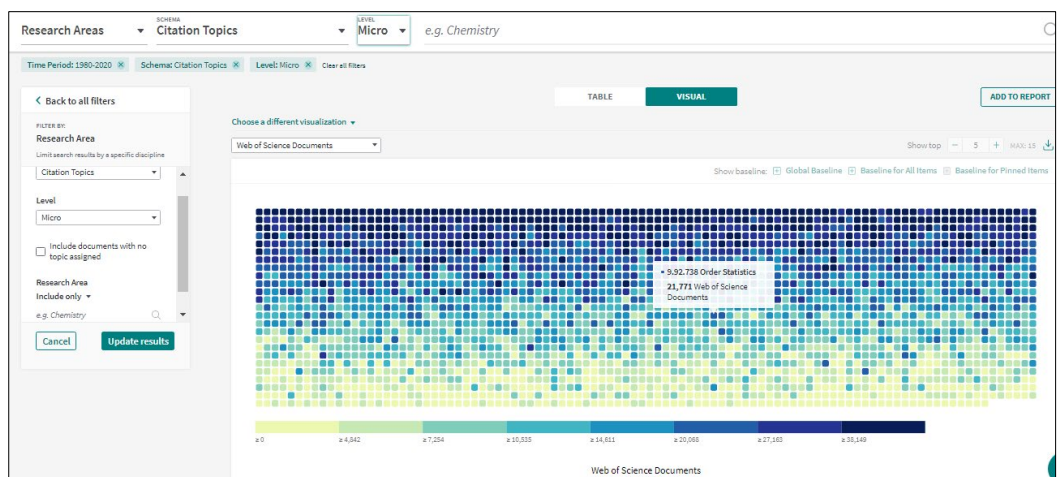 SCHEMA
LEVEL
Research Areas Citation Topics Micro e.g. Chemistry
Time Period: 1980-2020 Schema: Citation Topics Level: Micro Clear all filters
Back to all filters
TABLE VISUAL ADD TO REPORT
FILTER BY:
Research Area
Limit search results by a specific discipline
Citation Topics
Level
Micro
Include documents with no
topic assigned
Research Area
Include only
e.g. Chemistry
Cancel Update results
Choose a different visualization
Web of Science Documents
Show top - 5 + MAX: 15
Show baseline: Global Baseline Baseline for All Items Baseline for Pinned Items
• 9.92.738 Order Statistics
21,771 Web of Science
Documents
≥ 0 ≥ 4,842 ≥ 7,254 ≥ 10,535 ≥ 14,811 ≥ 20,068 ≥ 27,165 ≥ 38,149
Web of Science Documents